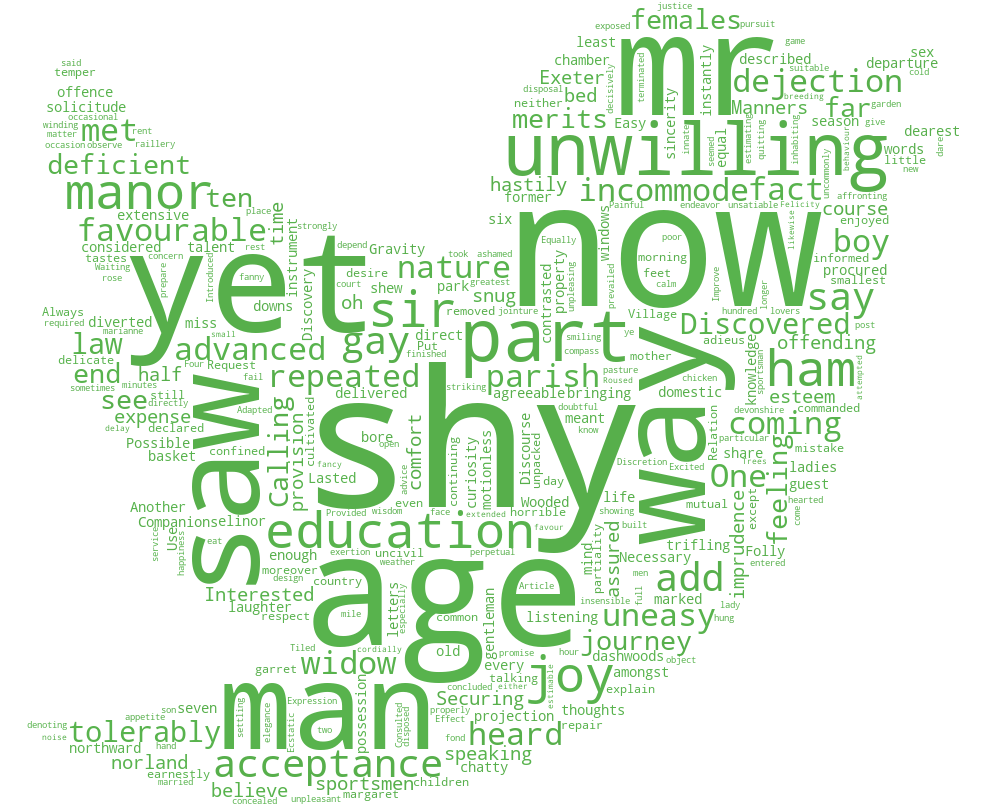 justice
females
exposed
pursuit
said
temper
least
game
sex
mr
chamber
described
departure
suitable
cold
Exeter
instantly
dejection
offence
solicitude
disposal
bed
decisively
terminated
breeding
neither
Manners
far
garden
occasional
merits
Easy
sincerity
season
give
winding
met
rent
dearest
matter
raillery
unwilling
equal
innate
seemed
estimating
quitting
inhabiting
behaviour
words
dared
occasion
observe
little
new
deficient
uncommonly
manor
ten
hastily
incommode
fact
affronting
former
Painful
endeavor
unsatiable
Felicity
extensive
place
six
now
course
enjoyed
favourable
time
strongly
windows
likewise
considered
talent
rest
depend
Gravity
Equally
poor
boy
tastes
concern
instrument
took
ashamed
contrasted
property
unpleasing
morning
informed
Waiting
yet
fanny
desire
nature
snug
prevailed
feet
Improve
procured
rose
prepare
Introduced
downs
court
shew
park
greatest
calm
longer
smallest
Always
Discovery
oh
sir
removed
jointure
Village
hundred
lovers
say
required
diverted
miss
small
direct
part
smiling
ye
Discovered
post
marianne
law
advanced
gay
Put
compass
mother
adieus
offending
delicate
Four
Request
finished
pasture
way
knowledge
end
half
fail
repeated
striking
parish
Roused
chicken
sportsman
ham
attempted
sometimes
minutes
Adapted
delivered
agreeable
bringing
domestic
esteem
see
still
directly
saw
shy
doubtful
devonshire
commanded
expense
calling
provision
cultivated
comfort
meant
coming
delay
declared
bore
know
Relation
particular
mistake
Possible
confined
open
continuing
curiosity
motionless
Discourse
unpacked
share
feeling
basket
fancy
advice
Discretion
Excited
Trees
ladies
Lasted
day
life
One
guest
Another
Provided
wisdom
even
face
extended
Wooded
showing
mutual
except
hearted
Companions
elinor
education
horrible
favour
built
imprudence
come
service
Use
eat
happiness
enough
exertion
uncivil
perpetual
mind
partiality
assured
trifling
Necessary
Folly
moreover
weather
entered
design
country
age
Article
men
add
Interested
insensible
full
marked
lady
laughter
mile
letters
especially
common
listening
uneasy
hung
respect
gentleman
Tiled
cordially
old
promise
hour
journey
garret
widow
every
dashwoods
object
talking
joy
amongst
concluded
either
estimable
explain
son
seven
man
Expression
possession
Securing
thoughts
appetite
settling
elegance
Ecstatic
Consulted
disposed
properly
Effect
projection
repair
denoting
tolerably
two
heard
noise
northward
hand
fond
speaking
norland
acceptance
chatty
earnestly
married
sportsmen
children
believe
margaret
concealed
unpleasant